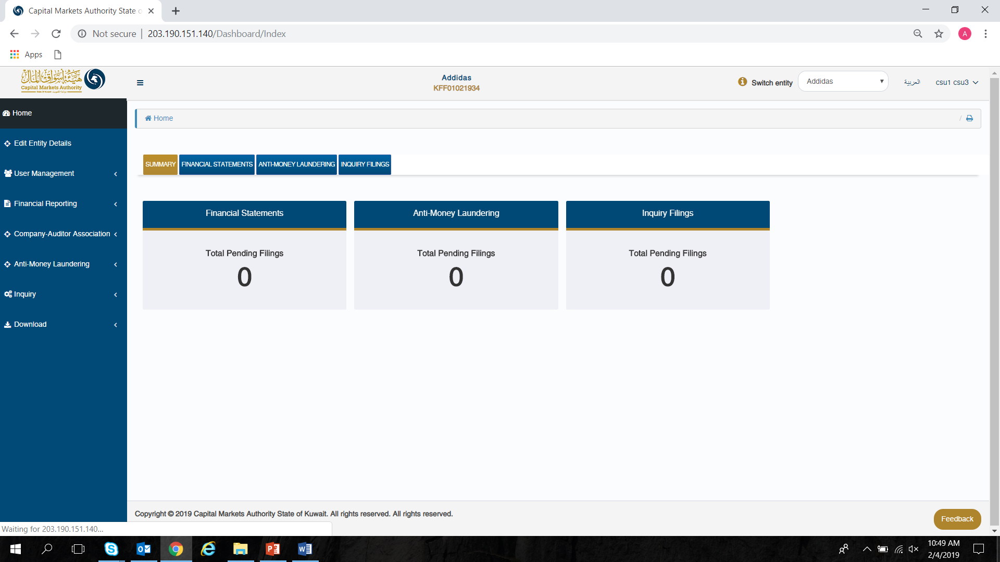 Capital Markets Authority State o
Not secure
203.190.151.140/Dashboard/Index
A
Apps
هيئة أسواق المال
Capital Markets Authority
Addidas
KFF01021934
Switch entity
Addidas
العربية
csu1 csu3
Home
Home
/
Edit Entity Details
User Management
Financial Reporting
Company-Auditor Association
Anti-Money Laundering
Inquiry
Download
SUMMARY
FINANCIAL STATEMENTS
ANTI-MONEY LAUNDERING
INQUIRY FILINGS
Financial Statements
Total Pending Filings
0
Anti-Money Laundering
Total Pending Filings
0
Inquiry Filings
Total Pending Filings
0
Copyright © 2019 Capital Markets Authority State of Kuwait. All rights reserved. All rights reserved.
Feedback
Waiting for 203.190.151.140...
10:49 AM
2/4/2019